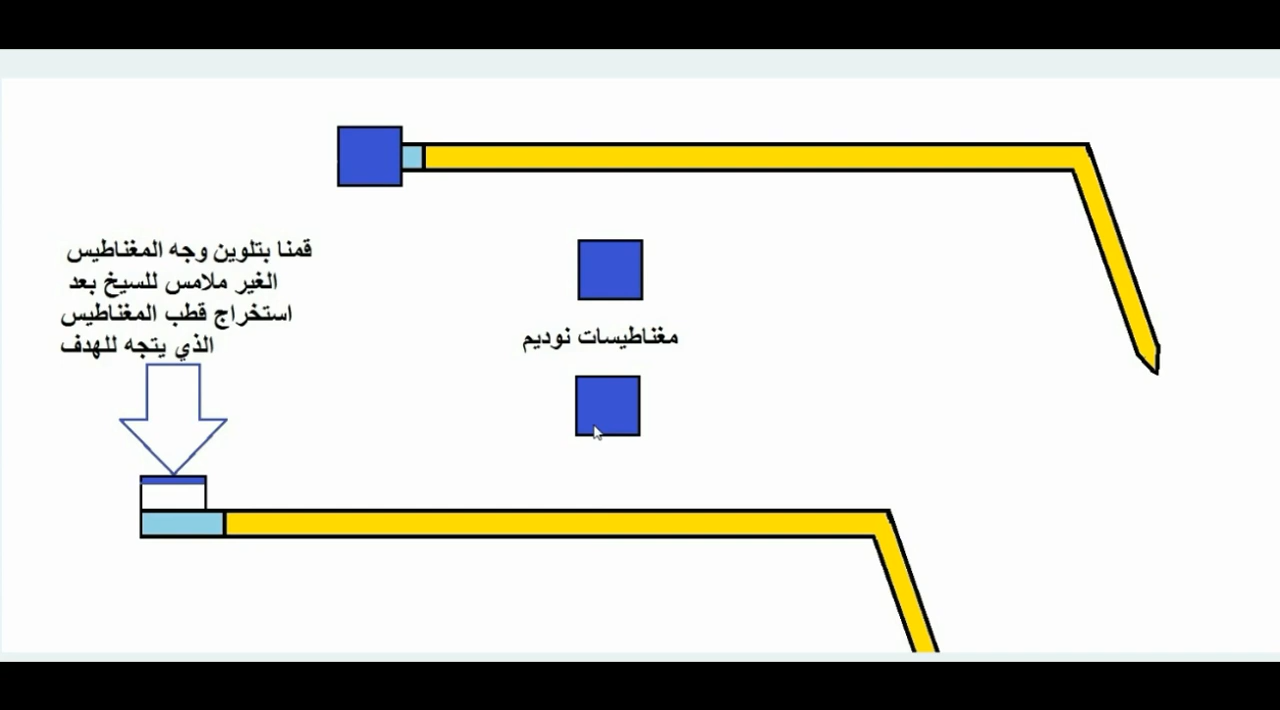 قمنا بتلوين وجه المغناطيس
الغير ملامس للسيخ بعد
استخراج قطب المغناطيس
الذي يتجه للهدف
مغناطيسات نوديم